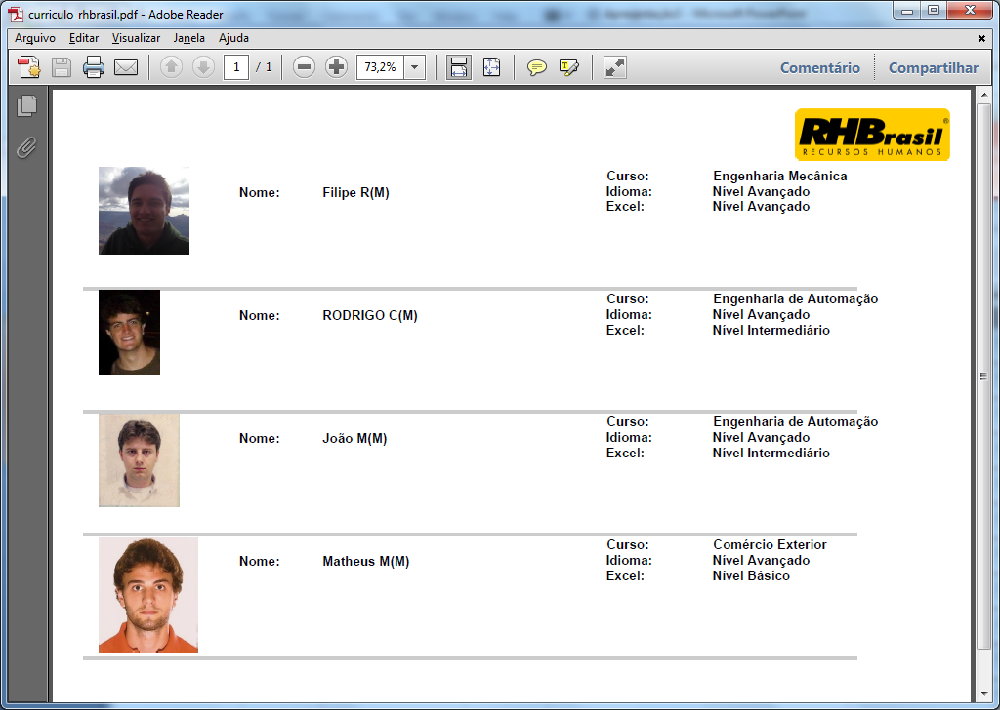 curriculo_rhbrasil.pdf - Adobe Reader
Arquivo Editar Visualizar Janela Ajuda
1 / 1 73,2% Comentário Compartilhar
RHBrasil®
RECURSOS HUMANOS
Curso: Engenharia Mecânica
Nome: Filipe R(M) Idioma: Nível Avançado
Excel: Nível Avançado
Curso: Engenharia de Automação
Nome: RODRIGO C(M) Idioma: Nível Avançado
Excel: Nível Intermediário
Curso: Engenharia de Automação
Nome: João M(M) Idioma: Nível Avançado
Excel: Nível Intermediário
Curso: Comércio Exterior
Nome: Matheus M(M) Idioma: Nível Avançado
Excel: Nível Básico